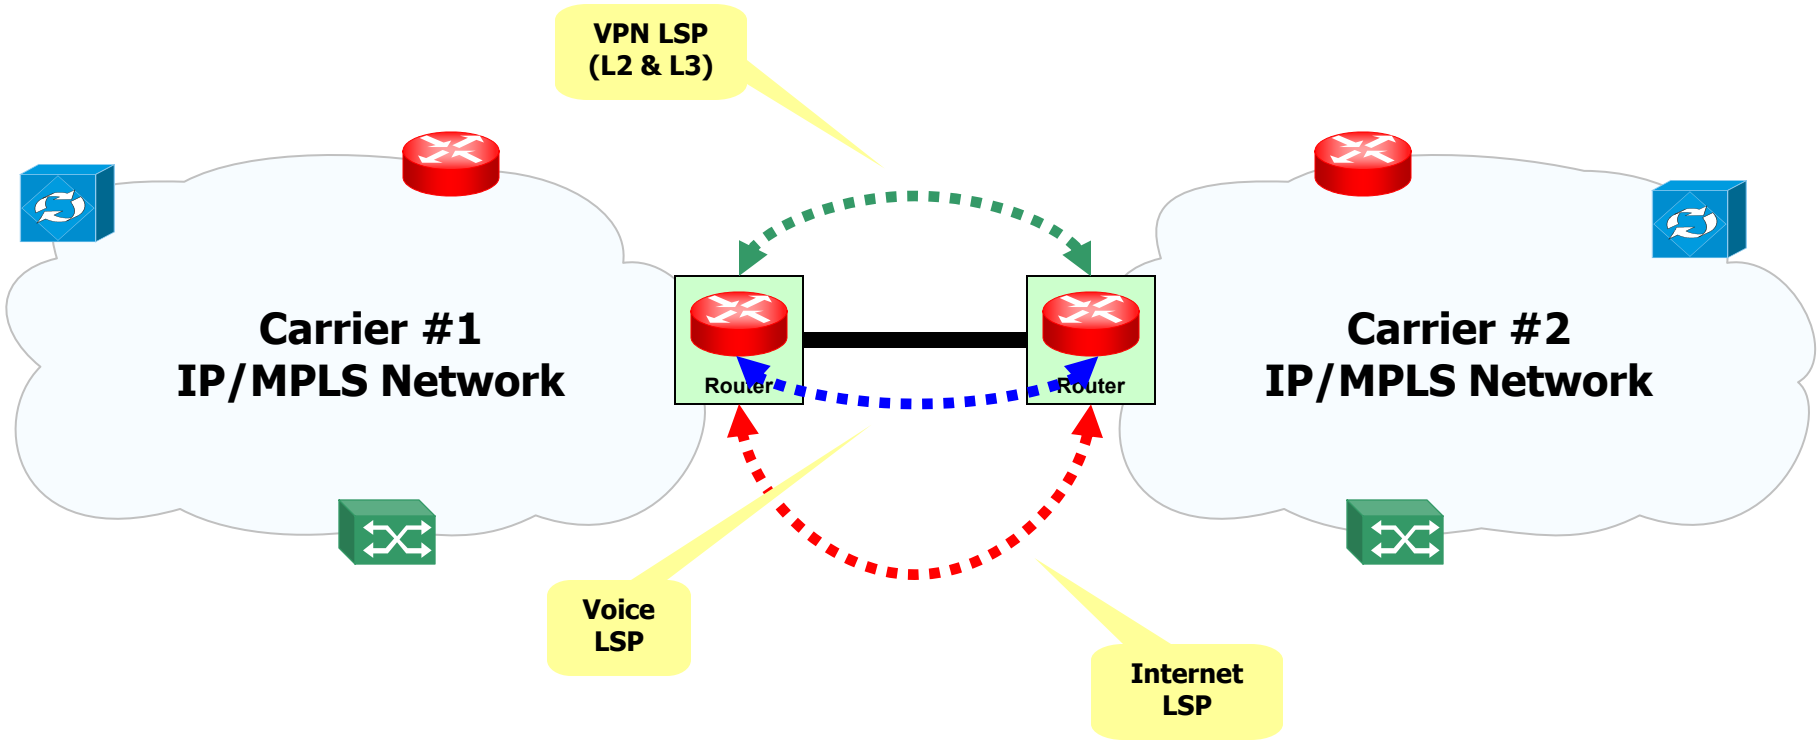 VPN LSP
(L2 & L3)
Carrier #1
IP/MPLS Network
Router
Router
Carrier #2
IP/MPLS Network
Voice
LSP
Internet
LSP